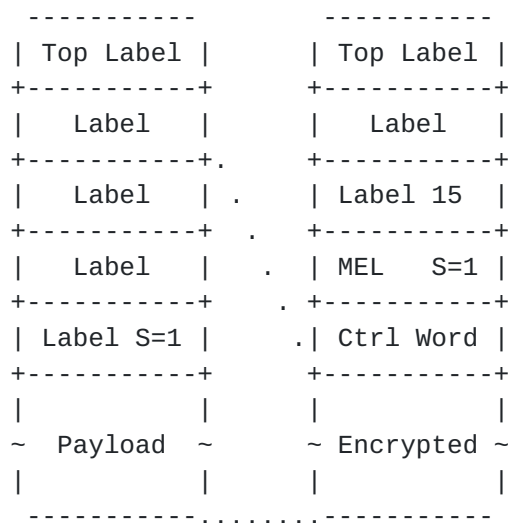 -----------       -----------
| Top Label |     | Top Label |
+-----------+     +-----------+
|   Label   |     |   Label   |
+-----------+.    +-----------+
|   Label   | .   | Label 15  |
+-----------+  .  +-----------+
|   Label   |   . | MEL   S=1 |
+-----------+    . +-----------+
| Label S=1 |     .| Ctrl Word |
+-----------+     +-----------+
|           |     |           |
~  Payload  ~     ~ Encrypted ~
|           |     |           |
 -----------........-----------